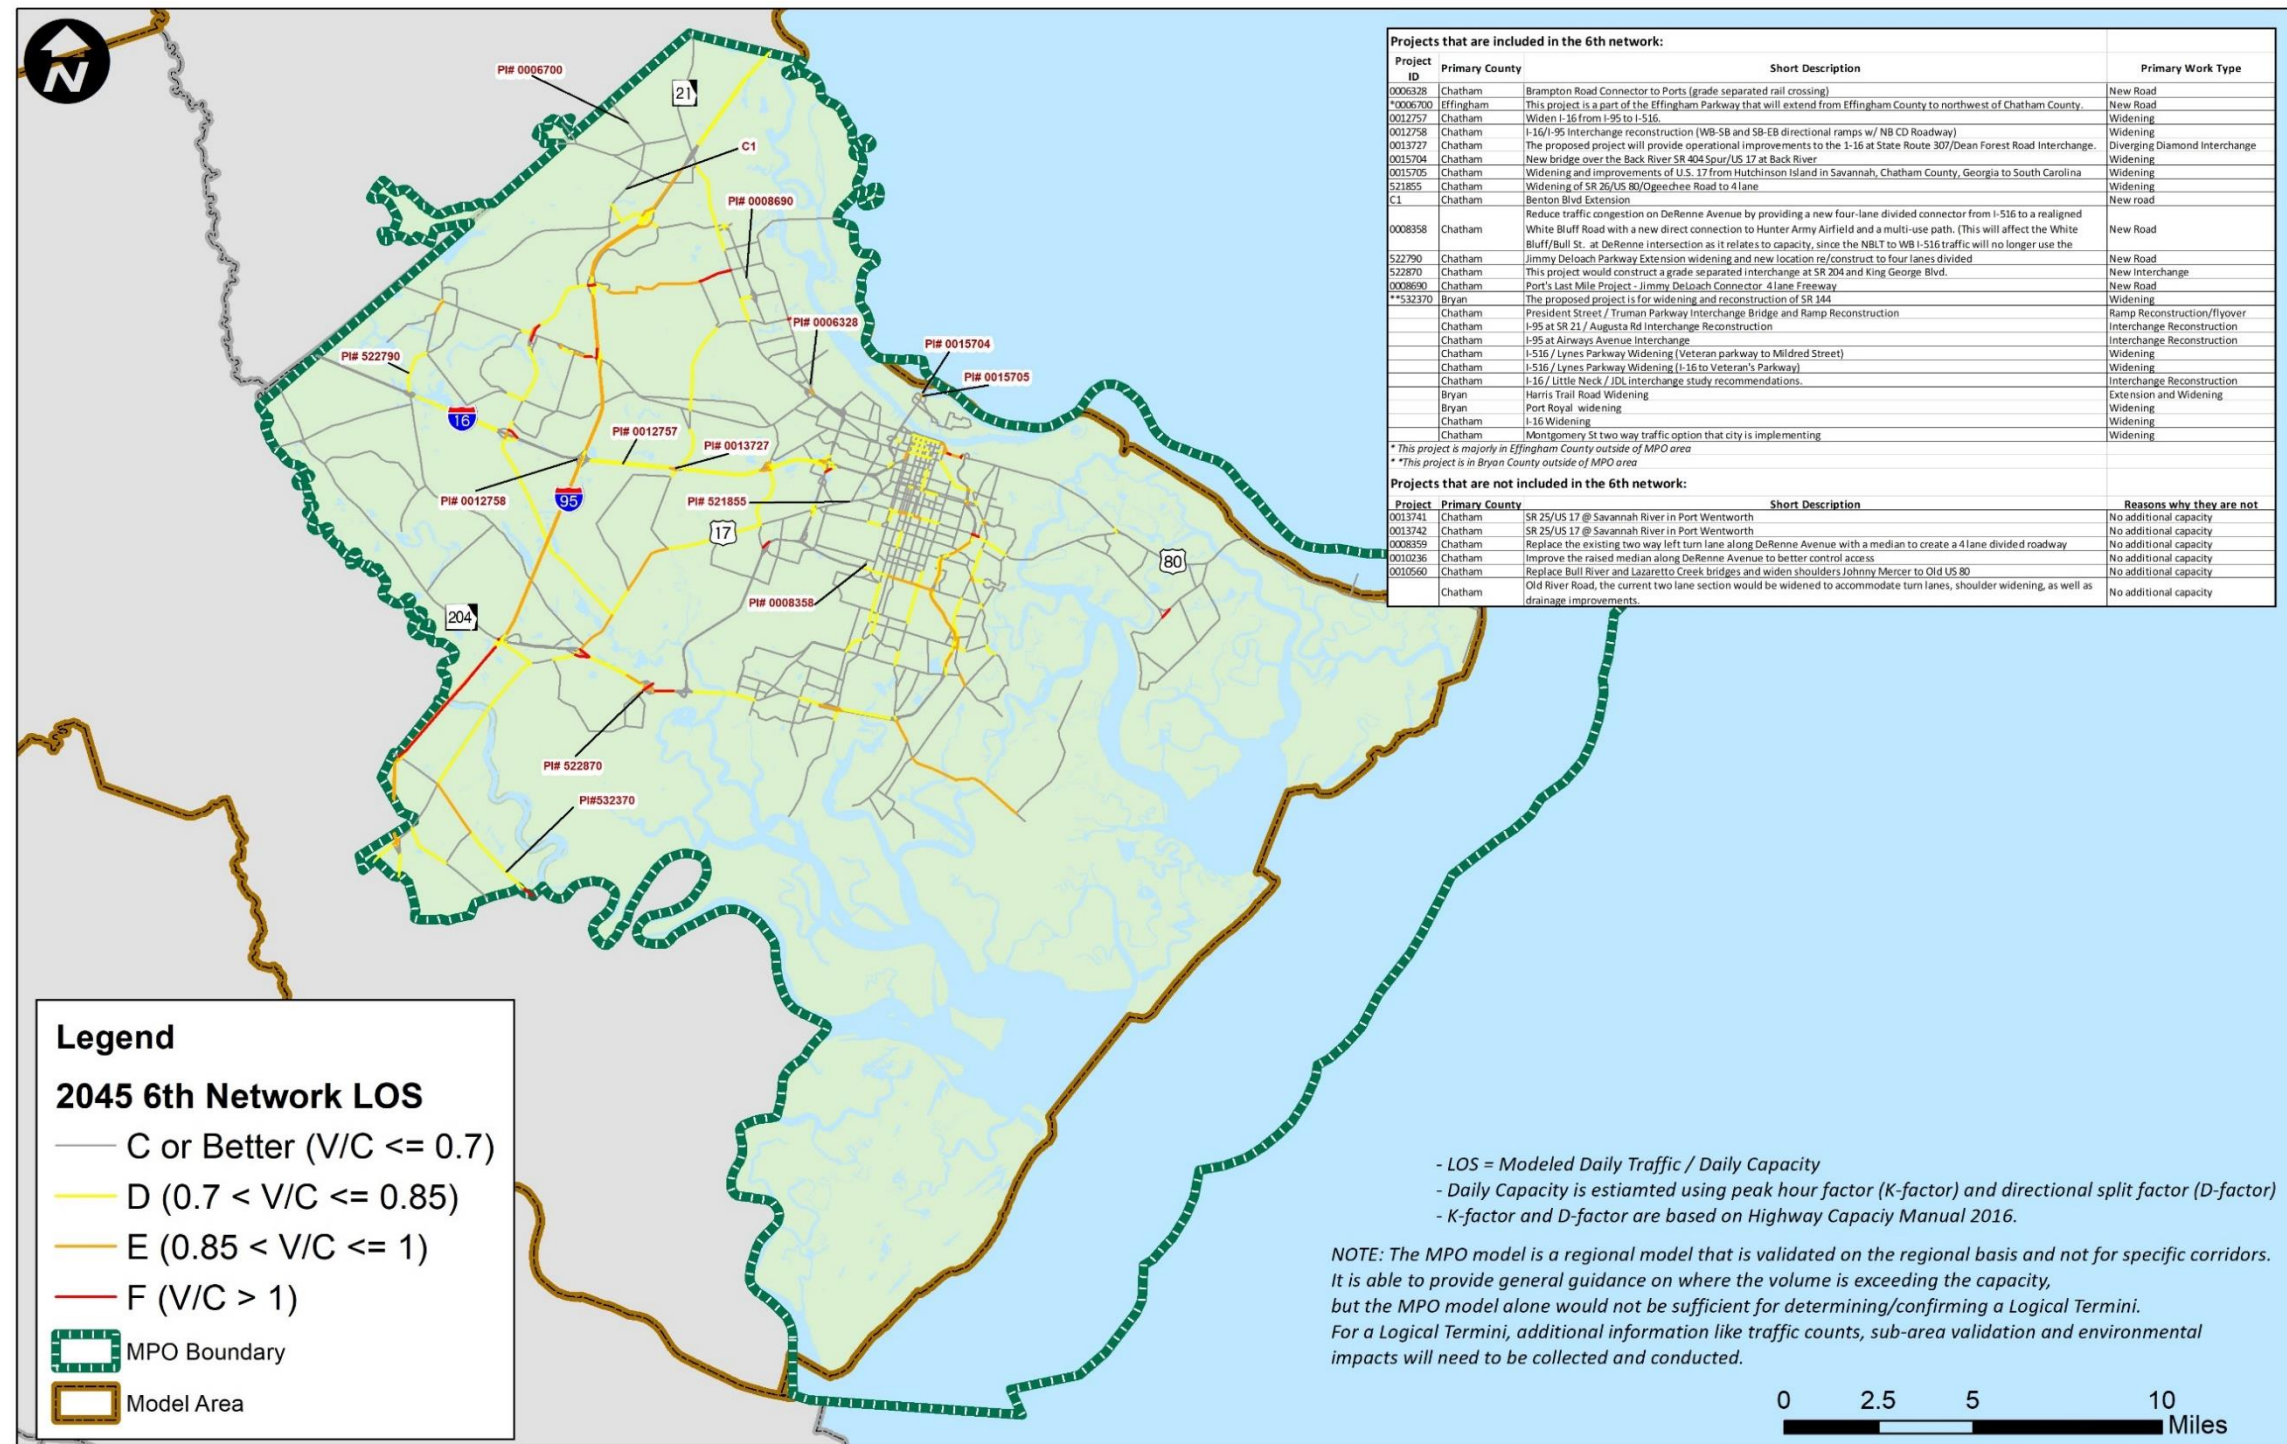 N
PI# 0006700
21
C1
PI# 0008690
PI# 0006328
PI# 522790
PI# 0015704
PI# 0015705
16
PI# 0012757
PI# 0013727
PI# 0012758
95
PI# 521855
17
80
PI# 0008358
204
PI# 522870
PI#532370
Projects that are included in the 6th network:
Project ID Primary County Short Description Primary Work Type
0006328 Chatham Brampton Road Connector to Ports (grade separated rail crossing) New Road
*0006700 Effingham This project is a part of the Effingham Parkway that will extend from Effingham County to northwest of Chatham County. New Road
0012757 Chatham Widen I-16 from I-95 to I-516. Widening
0012758 Chatham I-16/I-95 Interchange reconstruction (WB-SB and SB-EB directional ramps w/ NB CD Roadway) Widening
0013727 Chatham The proposed project will provide operational improvements to the 1-16 at State Route 307/Dean Forest Road Interchange. Diverging Diamond Interchange
0015704 Chatham New bridge over the Back River SR 404 Spur/US 17 at Back River Widening
0015705 Chatham Widening and improvements of U.S. 17 from Hutchinson Island in Savannah, Chatham County, Georgia to South Carolina Widening
521855 Chatham Widening of SR 26/US 80/Ogeechee Road to 4 lane Widening
C1 Chatham Benton Blvd Extension New road
0008358 Chatham Reduce traffic congestion on DeRenne Avenue by providing a new four-lane divided connector from I-516 to a realigned
White Bluff Road with a new direct connection to Hunter Army Airfield and a multi-use path. (This will affect the White New Road
Bluff/Bull St. at DeRenne intersection as it relates to capacity, since the NBLT to WB I-516 traffic will no longer use the
522790 Chatham Jimmy Deloach Parkway Extension widening and new location re/construct to four lanes divided New Road
522870 Chatham This project would construct a grade separated interchange at SR 204 and King George Blvd. New Interchange
0008690 Chatham Port's Last Mile Project - Jimmy DeLoach Connector 4 lane Freeway New Road
**532370 Bryan The proposed project is for widening and reconstruction of SR 144 Widening
Chatham President Street / Truman Parkway Interchange Bridge and Ramp Reconstruction Ramp Reconstruction/flyover
Chatham I-95 at SR 21 / Augusta Rd Interchange Reconstruction Interchange Reconstruction
Chatham I-95 at Airways Avenue Interchange Interchange Reconstruction
Chatham I-516 / Lynes Parkway Widening (Veteran parkway to Mildred Street) Widening
Chatham I-516 / Lynes Parkway Widening (I-16 to Veteran's Parkway) Widening
Chatham I-16 / Little Neck / JDL interchange study recommendations. Interchange Reconstruction
Bryan Harris Trail Road Widening Extension and Widening
Bryan Port Royal widening Widening
Chatham I-16 Widening Widening
Chatham Montgomery St two way traffic option that city is implementing Widening
* This project is majorly in Effingham County outside of MPO area
* *This project is in Bryan County outside of MPO area
Projects that are not included in the 6th network:
Project Primary County Short Description Reasons why they are not
0013741 Chatham SR 25/US 17 @ Savannah River in Port Wentworth No additional capacity
0013742 Chatham SR 25/US 17 @ Savannah River in Port Wentworth No additional capacity
0008359 Chatham Replace the existing two way left turn lane along DeRenne Avenue with a median to create a 4 lane divided roadway No additional capacity
0010236 Chatham Improve the raised median along DeRenne Avenue to better control access No additional capacity
0010560 Chatham Replace Bull River and Lazaretto Creek bridges and widen shoulders Johnny Mercer to Old US 80 No additional capacity
Chatham Old River Road, the current two lane section would be widened to accommodate turn lanes, shoulder widening, as well as No additional capacity
drainage improvements.
Legend
2045 6th Network LOS
C or Better (V/C <= 0.7)
D (0.7 < V/C <= 0.85)
E (0.85 < V/C <= 1)
F (V/C > 1)
MPO Boundary
Model Area
- LOS = Modeled Daily Traffic / Daily Capacity
- Daily Capacity is estiamted using peak hour factor (K-factor) and directional split factor (D-factor)
- K-factor and D-factor are based on Highway Capaciy Manual 2016.
NOTE: The MPO model is a regional model that is validated on the regional basis and not for specific corridors.
It is able to provide general guidance on where the volume is exceeding the capacity,
but the MPO model alone would not be sufficient for determining/confirming a Logical Termini.
For a Logical Termini, additional information like traffic counts, sub-area validation and environmental
impacts will need to be collected and conducted.
0 2.5 5 10
Miles